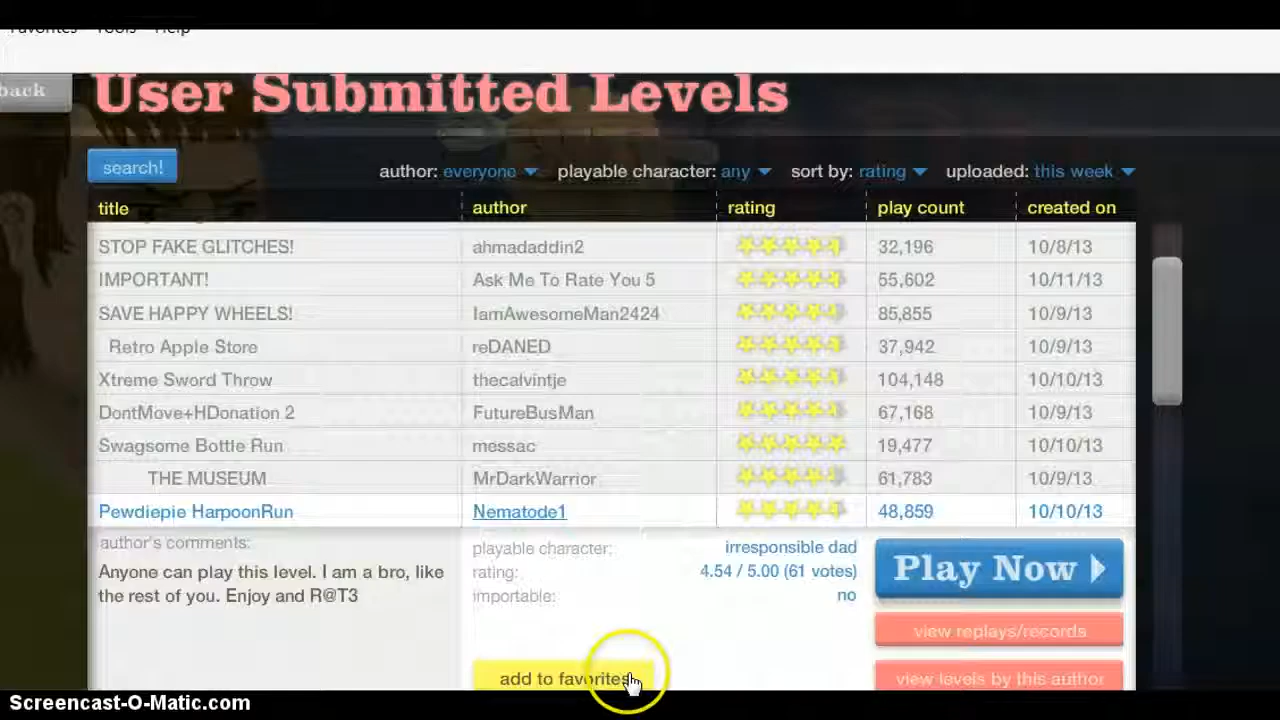 Favorites Tools Help
back
User Submitted Levels
search!
author: everyone playable character: any sort by: rating uploaded: this week
title author rating play count created on
STOP FAKE GLITCHES! ahmadaddin2 32,196 10/8/13
IMPORTANT! Ask Me To Rate You 5 55,602 10/11/13
SAVE HAPPY WHEELS! IamAwesomeMan2424 85,855 10/9/13
Retro Apple Store reDANED 37,942 10/9/13
Xtreme Sword Throw thecalvintje 104,148 10/10/13
DontMove+HDonation 2 FutureBusMan 67,168 10/9/13
Swagsome Bottle Run messac 19,477 10/10/13
THE MUSEUM MrDarkWarrior 61,783 10/9/13
Pewdiepie HarpoonRun Nematode1 48,859 10/10/13
author's comments:
Anyone can play this level. I am a bro, like
the rest of you. Enjoy and R@T3
playable character: irresponsible dad
rating: 4.54 / 5.00 (61 votes)
importable: no
add to favorites
Play Now
view replays/records
view levels by this author
Screencast-O-Matic.com